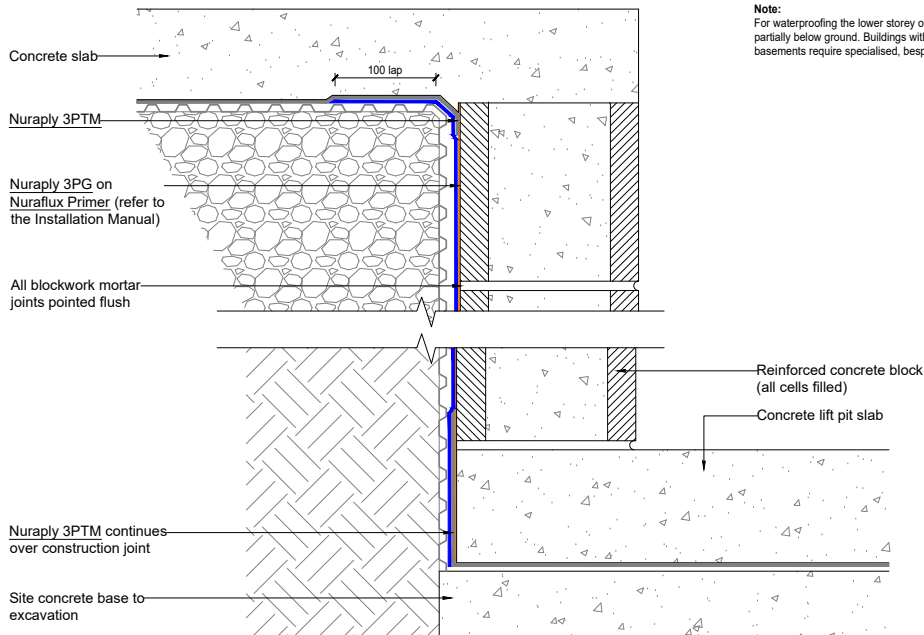 Note:
For waterproofing the lower storey o
partially below ground. Buildings with
basements require specialised, besp
Concrete slab
100 lap
Nuraply 3PTM
Nuraply 3PG on
Nuraflux Primer (refer to
the Installation Manual)
All blockwork mortar
joints pointed flush
Reinforced concrete block
(all cells filled)
Concrete lift pit slab
Nuraply 3PTM continues
over construction joint
Site concrete base to
excavation